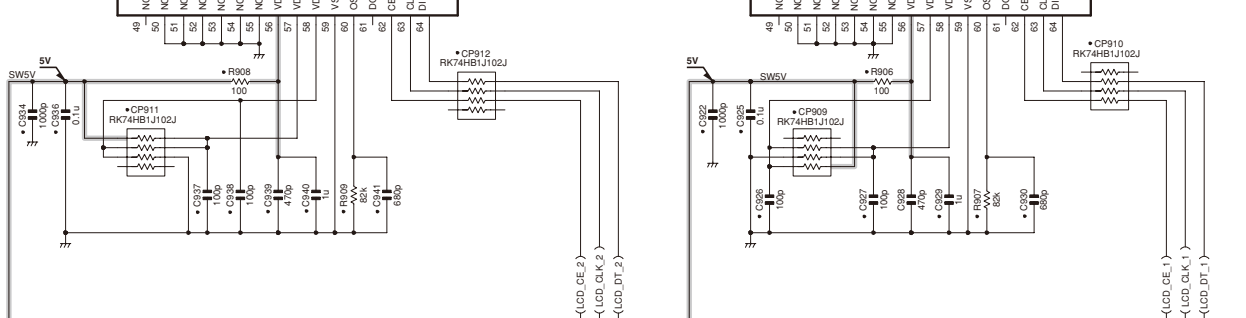 49
50
51
52
53
54
55
56
57
58
59
60
61
62
63
64
5V
SW5V
• R908
100
• CP912
RK74HB1J102J
• C934
1000p
• C936
0.1u
• CP911
RK74HB1J102J
• C937
100p
• C938
100p
• C939
470p
• C940
1u
• R909
82k
• C941
680p
LCD_CE_2
LCD_CLK_2
LCD_DT_2
49
50
51
52
53
54
55
56
57
58
59
60
61
62
63
64
5V
SW5V
• R906
100
• CP910
RK74HB1J102J
• C922
1000p
• C925
0.1u
• CP909
RK74HB1J102J
• C926
100p
• C927
100p
• C928
470p
• C929
1u
• R907
82k
• C930
680p
LCD_CE_1
LCD_CLK_1
LCD_DT_1